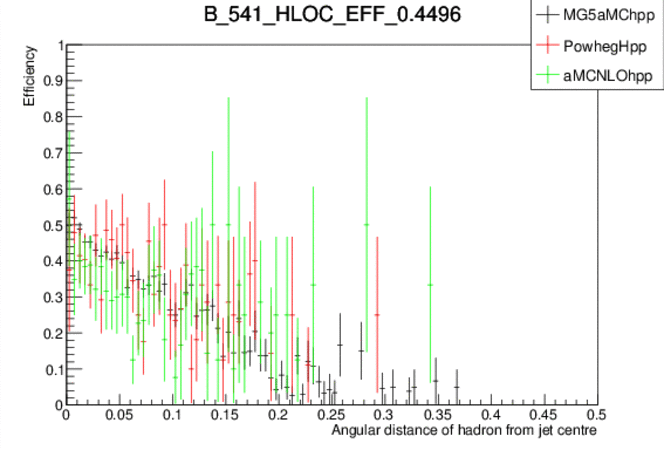 B_541_HLOC_EFF_0.4496
MG5aMChpp
PowhegHpp
aMCNLOhpp
Efficiency
1
0.9
0.8
0.7
0.6
0.5
0.4
0.3
0.2
0.1
0
0 0.05 0.1 0.15 0.2 0.25 0.3 0.35 0.4 0.45 0.5
Angular distance of hadron from jet centre